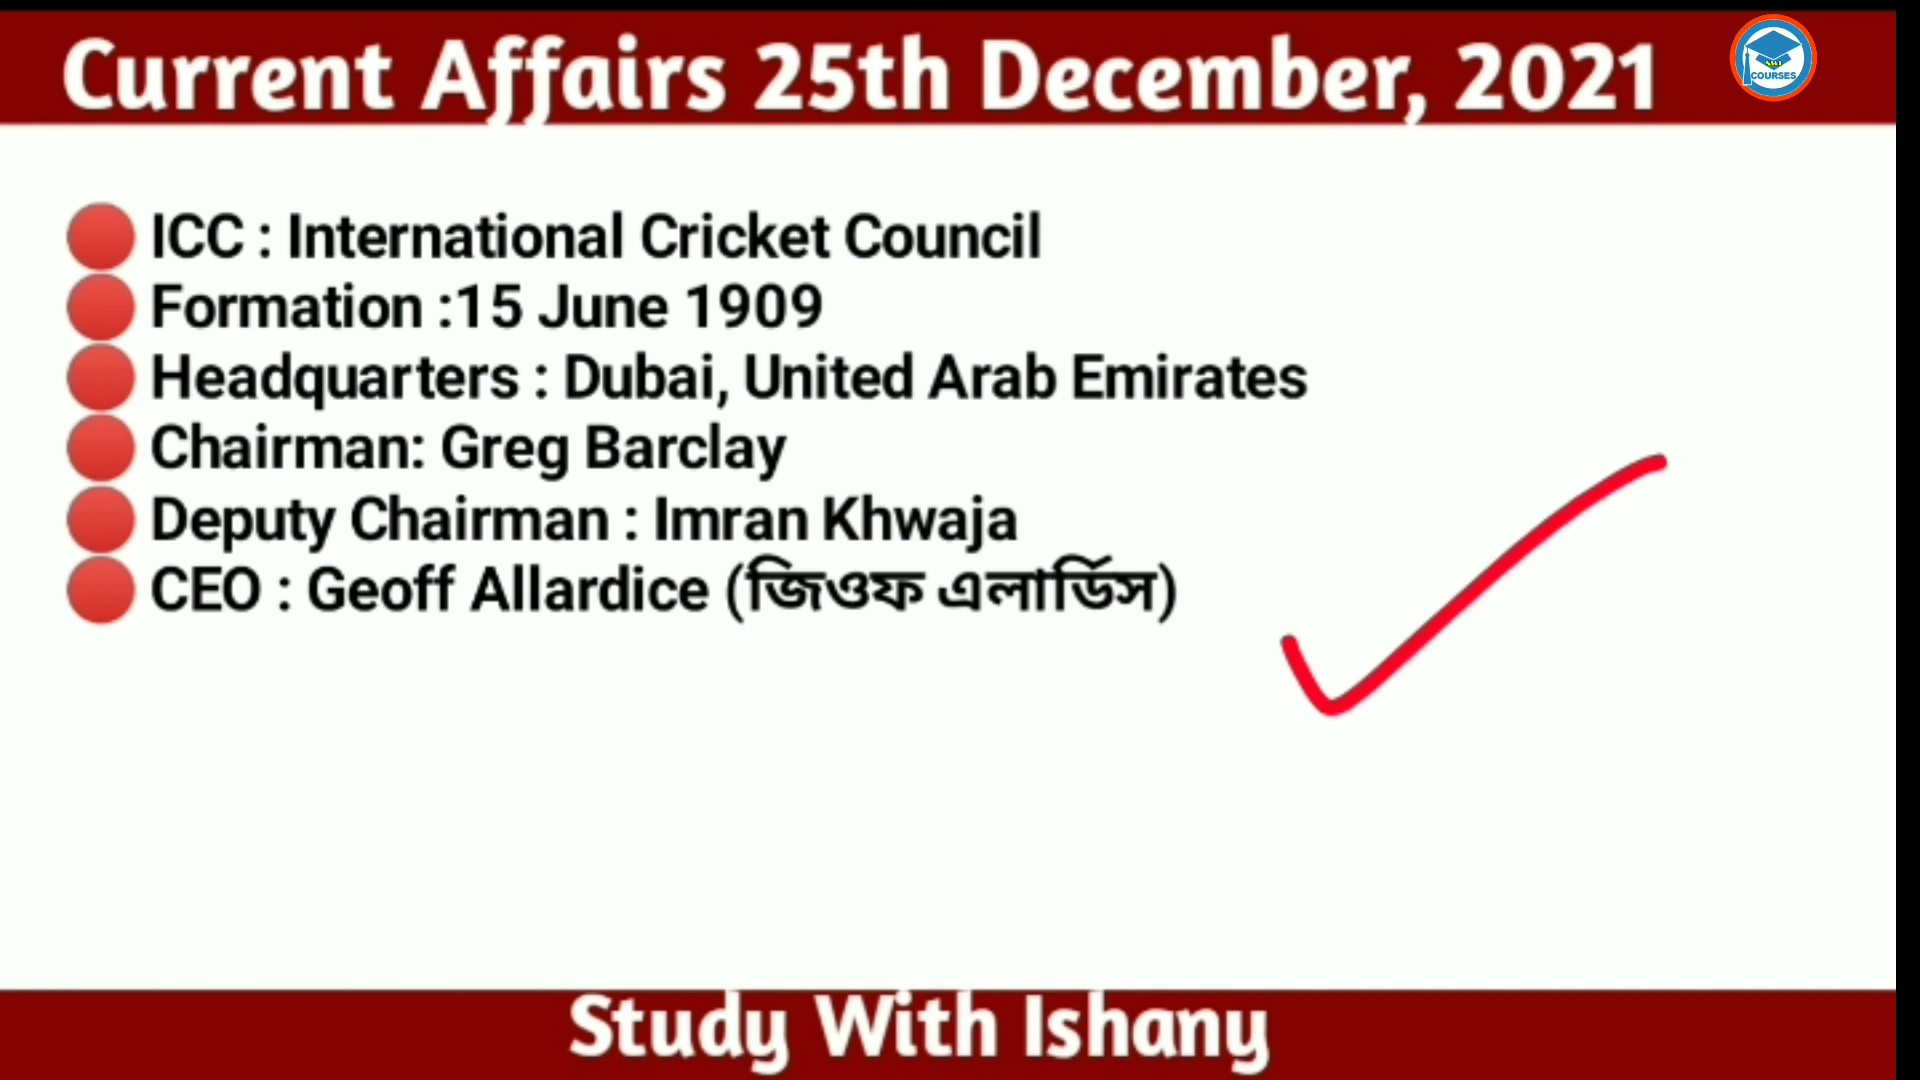 Current Affairs 25th December, 2021
COURSES
ICC : International Cricket Council
Formation :15 June 1909
Headquarters : Dubai, United Arab Emirates
Chairman: Greg Barclay
Deputy Chairman : Imran Khwaja
CEO : Geoff Allardice (জিওফ এলার্ডিস)
Study With Ishany